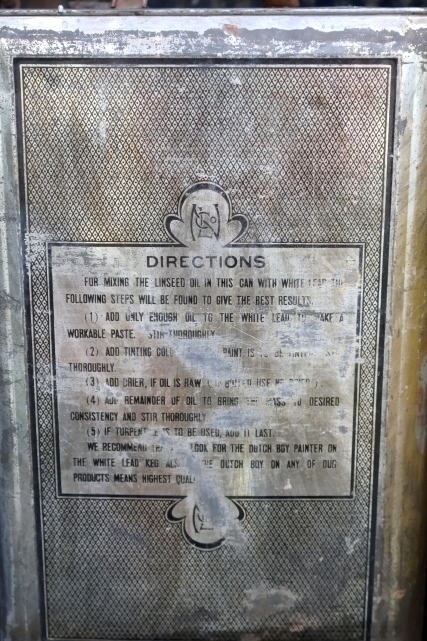 DIRECTIONS
FOR MIXING THE LINSEED OIL IN THIS CAN WITH WHITE LEAD THE
FOLLOWING STEPS WILL BE FOUND TO GIVE THE BEST RESULTS.
(1) ADD ONLY ENOUGH OIL TO THE WHITE LEAD TO MAKE A
WORKABLE PASTE. STIR THOROUGHLY
(2) ADD TINTING PAINT IS TO BE
THOROUGHLY.
(3) ADD DRIER, IF OIL IS RAW
(4) ADD REMAINDER OF OIL TO BRING MASS TO DESIRED
CONSISTENCY AND STIR THOROUGHLY
(5) IF IS TO BE USED, ADD IT LAST.
WE RECOMMEND LOOK FOR THE DUTCH BOY PAINTER ON
THE WHITE LEAD KEG DUTCH BOY ON ANY OF OUR
PRODUCTS MEANS HIGHEST